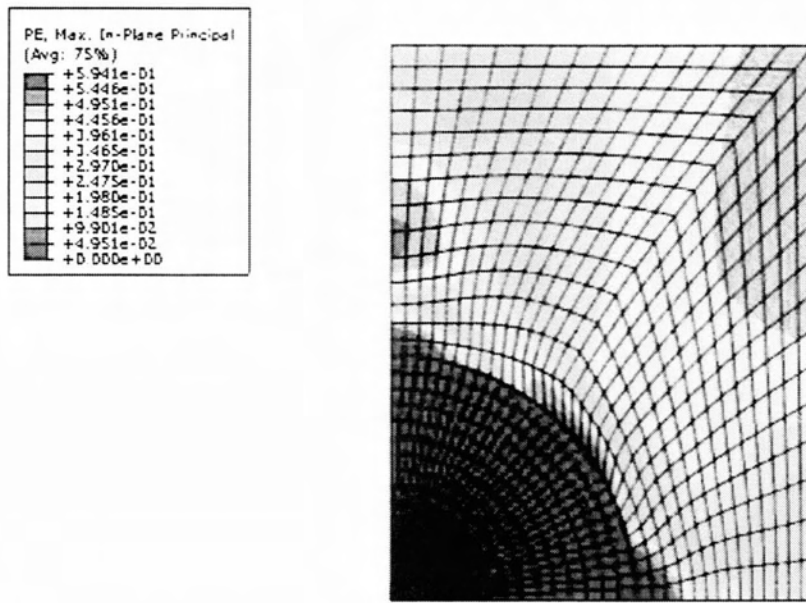 PE, Max. In-Plane Principal
(Avg: 75%)
+5.941e-01
+5.446e-01
+4.951e-01
+4.456e-01
+3.961e-01
+3.465e-01
+2.970e-01
+2.475e-01
+1.980e-01
+1.485e-01
+9.901e-02
+4.951e-02
+0.000e+00